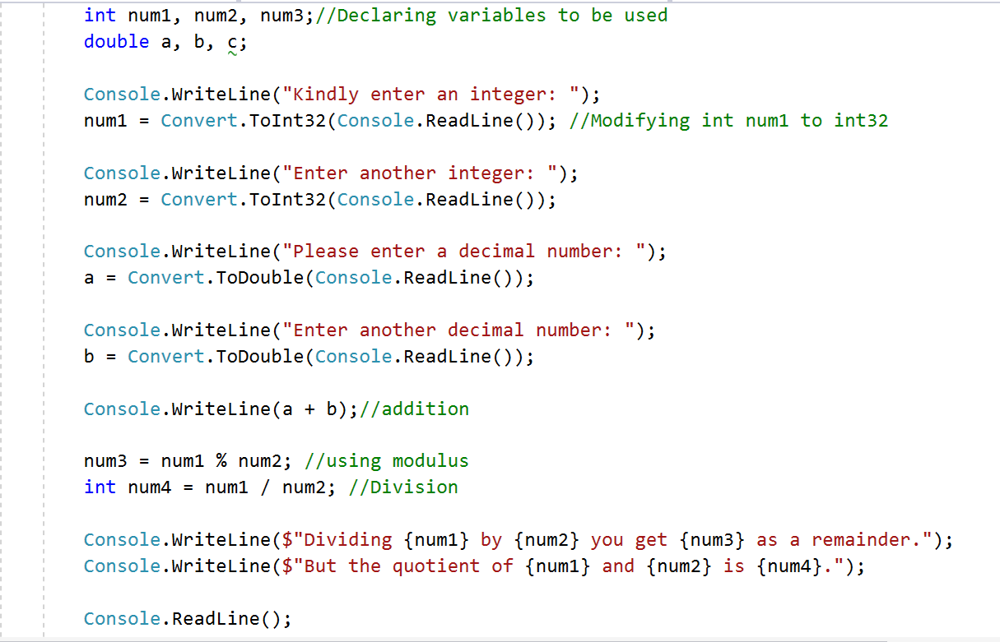 int num1, num2, num3;//Declaring variables to be used
double a, b, c;
Console.WriteLine("Kindly enter an integer: ");
num1 = Convert.ToInt32(Console.ReadLine()); //Modifying int num1 to int32
Console.WriteLine("Enter another integer: ");
num2 = Convert.ToInt32(Console.ReadLine());
Console.WriteLine("Please enter a decimal number: ");
a = Convert.ToDouble(Console.ReadLine());
Console.WriteLine("Enter another decimal number: ");
b = Convert.ToDouble(Console.ReadLine());
Console.WriteLine(a + b);//addition
num3 = num1 % num2; //using modulus
int num4 = num1 / num2; //Division
Console.WriteLine($"Dividing {num1} by {num2} you get {num3} as a remainder.");
Console.WriteLine($"But the quotient of {num1} and {num2} is {num4}.");
Console.ReadLine();